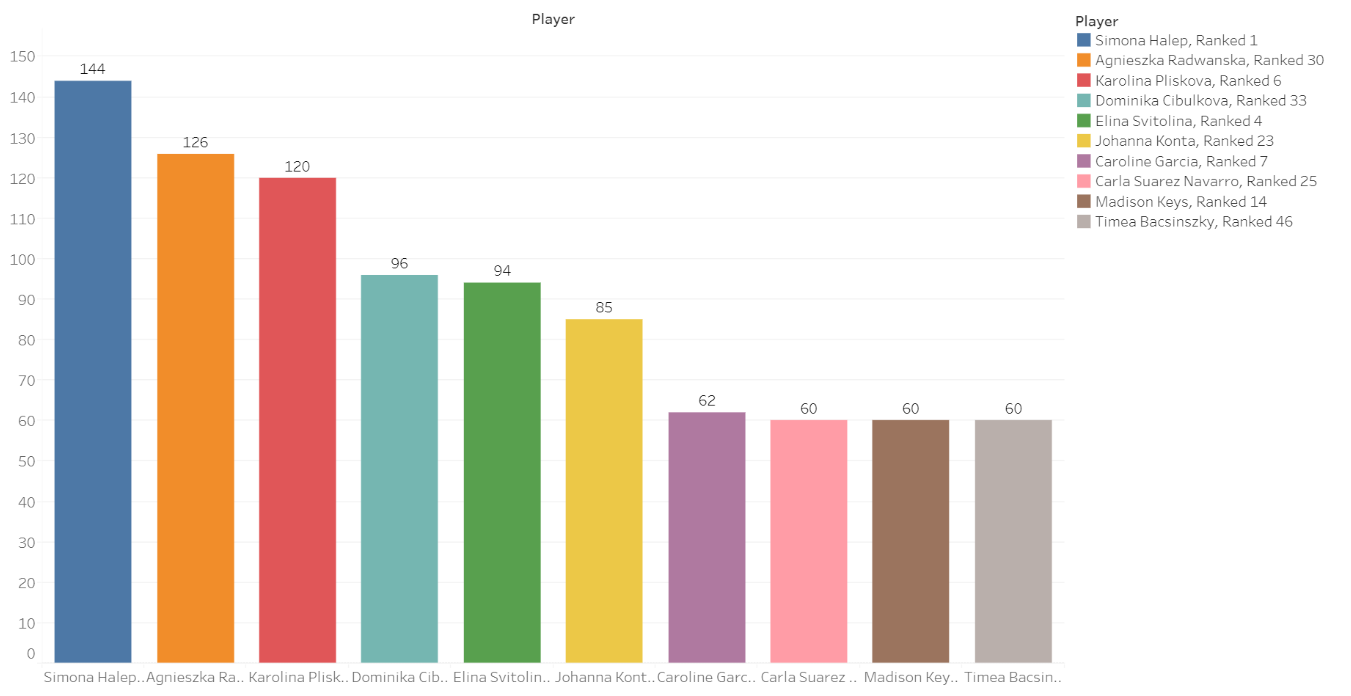 Player
150
140
130
120
110
100
90
80
70
60
50
40
30
20
10
0
144
126
120
96
94
85
62
60
60
60
Simona Halep..
Agnieszka Ra..
Karolina Plisk..
Dominika Cib..
Elina Svitolin..
Johanna Kont..
Caroline Garc..
Carla Suarez ..
Madison Key..
Timea Bacsin..
Player
Simona Halep, Ranked 1
Agnieszka Radwanska, Ranked 30
Karolina Pliskova, Ranked 6
Dominika Cibulkova, Ranked 33
Elina Svitolina, Ranked 4
Johanna Konta, Ranked 23
Caroline Garcia, Ranked 7
Carla Suarez Navarro, Ranked 25
Madison Keys, Ranked 14
Timea Bacsinszky, Ranked 46